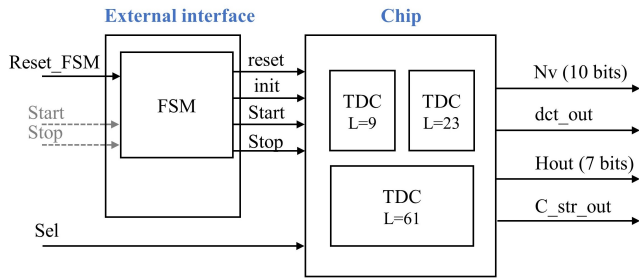 External interface
Chip
Reset_FSM
Start
Stop
Sel
FSM
reset
init
Start
Stop
TDC
L=9
TDC
L=23
TDC
L=61
Nv (10 bits)
dct_out
Hout (7 bits)
C_str_out